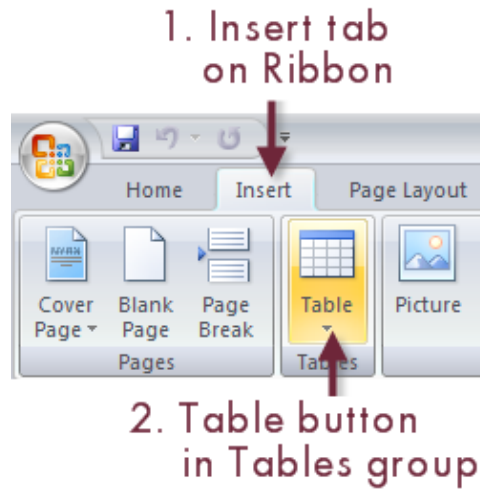 1. Insert tab
on Ribbon
Home Insert Page Layout
Cover Page Blank Page Page Break Table Picture
Pages Tables
2. Table button
in Tables group